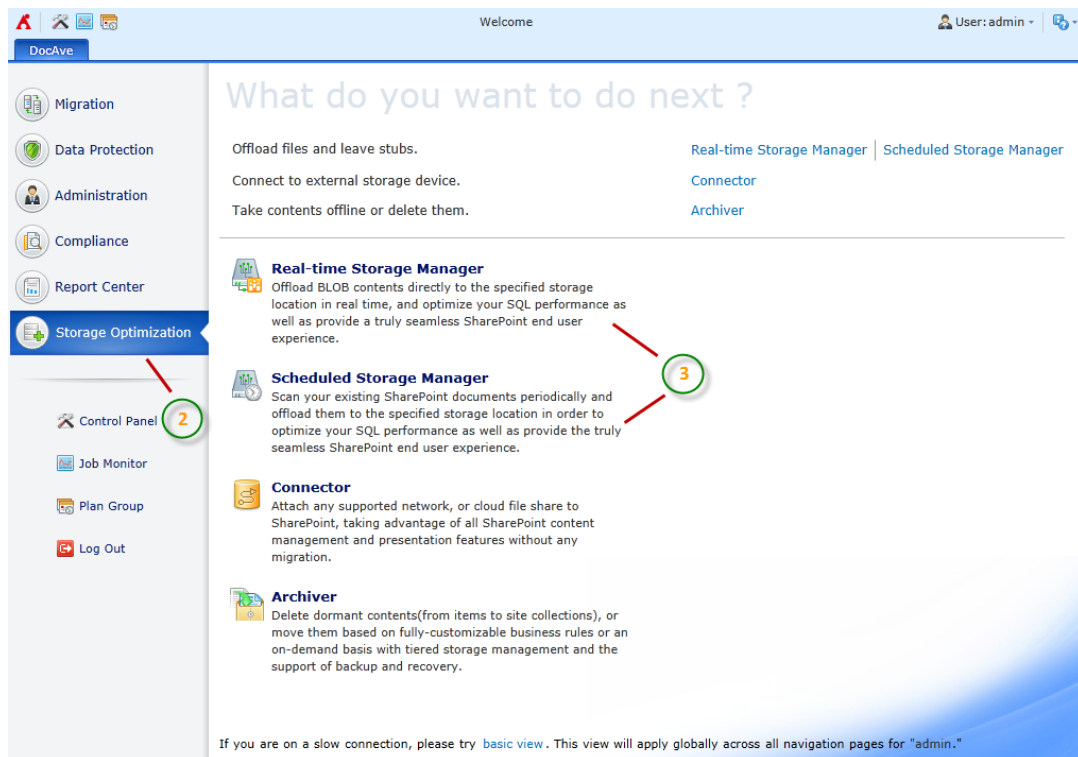 Welcome
User: admin
DocAve
Migration
Data Protection
Administration
Compliance
Report Center
Storage Optimization
2
Control Panel
Job Monitor
Plan Group
Log Out
What do you want to do next ?
Offload files and leave stubs.
Real-time Storage Manager
Scheduled Storage Manager
Connect to external storage device.
Connector
Take contents offline or delete them.
Archiver
Real-time Storage Manager
Offload BLOB contents directly to the specified storage
location in real time, and optimize your SQL performance as
well as provide a truly seamless SharePoint end user
experience.
3
Scheduled Storage Manager
Scan your existing SharePoint documents periodically and
offload them to the specified storage location in order to
optimize your SQL performance as well as provide the truly
seamless SharePoint end user experience.
Connector
Attach any supported network, or cloud file share to
SharePoint, taking advantage of all SharePoint content
management and presentation features without any
migration.
Archiver
Delete dormant contents(from items to site collections), or
move them based on fully-customizable business rules or an
on-demand basis with tiered storage management and the
support of backup and recovery.
If you are on a slow connection, please try basic view. This view will apply globally across all navigation pages for "admin."